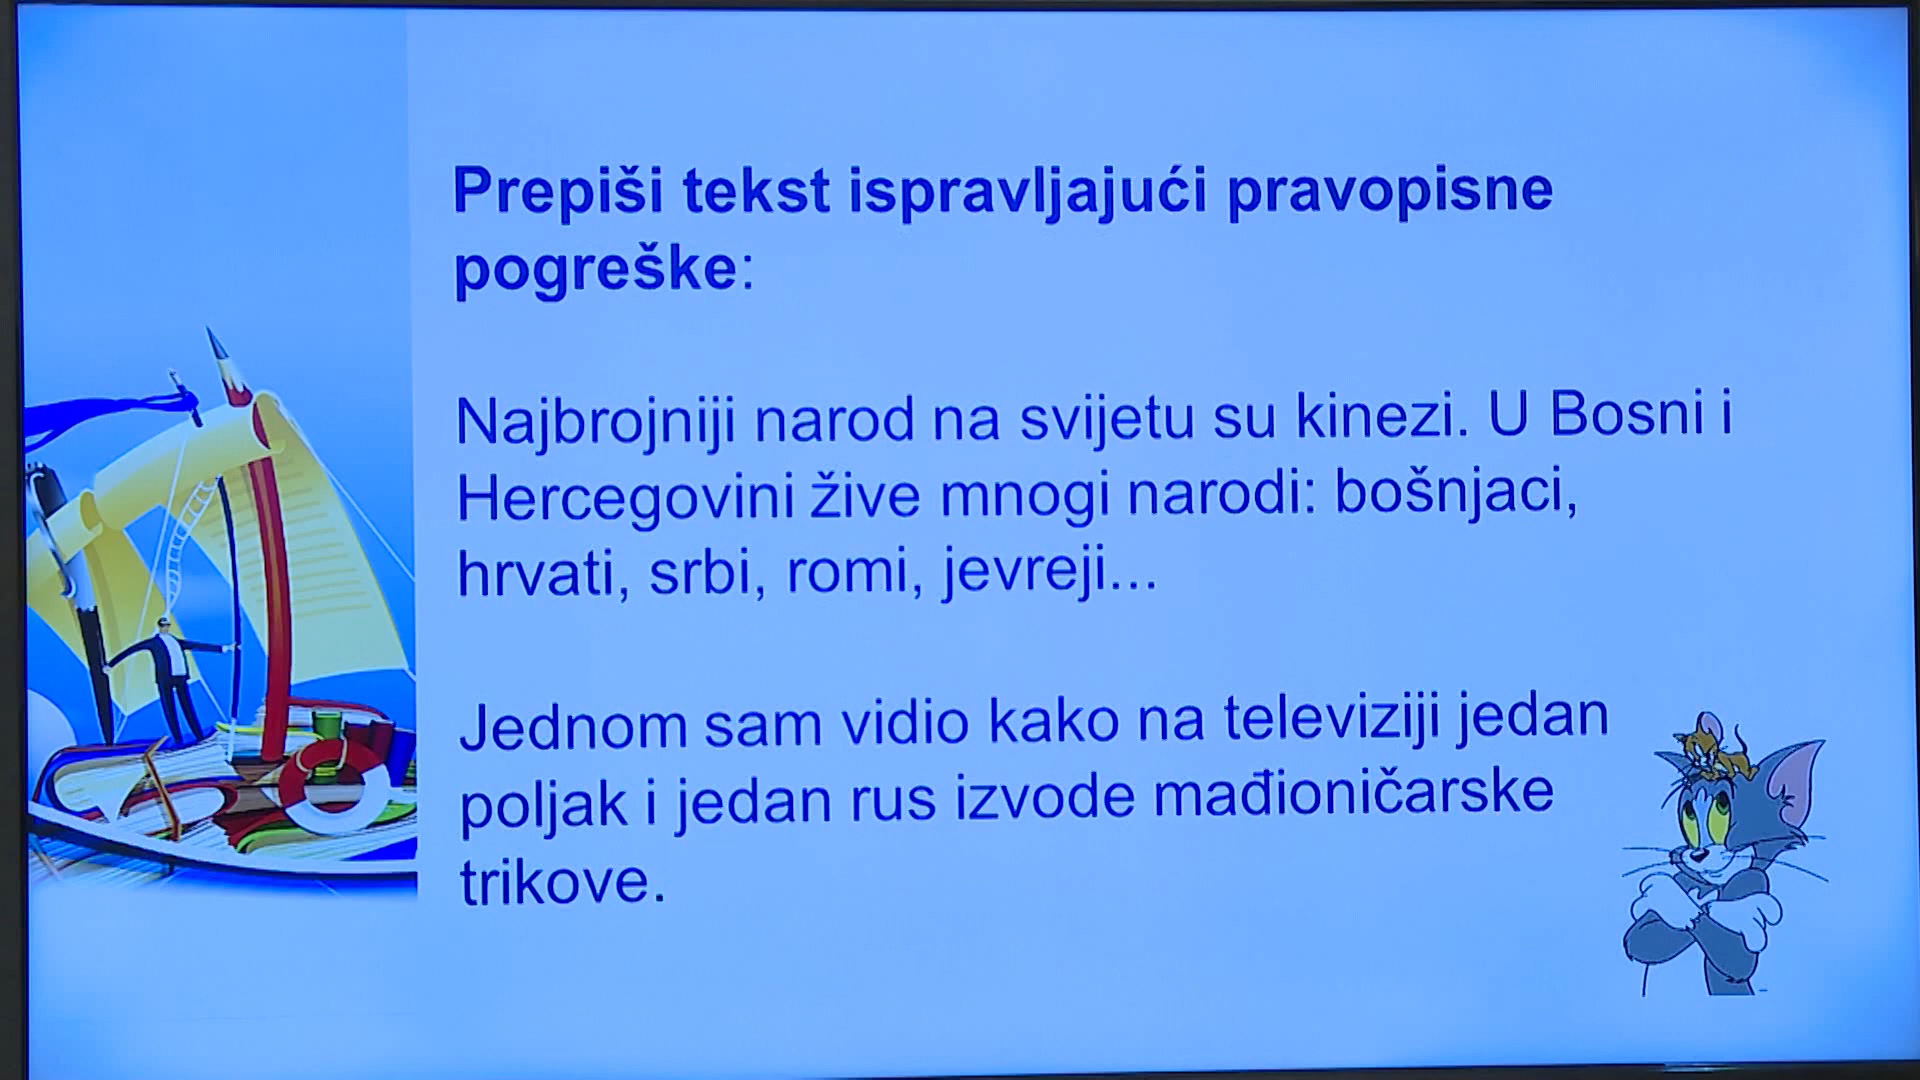 Prepiši tekst ispravljajući pravopisne
pogreške:
Najbrojniji narod na svijetu su kinezi. U Bosni i
Hercegovini žive mnogi narodi: bošnjaci,
hrvati, srbi, romi, jevreji...
Jednom sam vidio kako na televiziji jedan
poljak i jedan rus izvode mađioničarske
trikove.